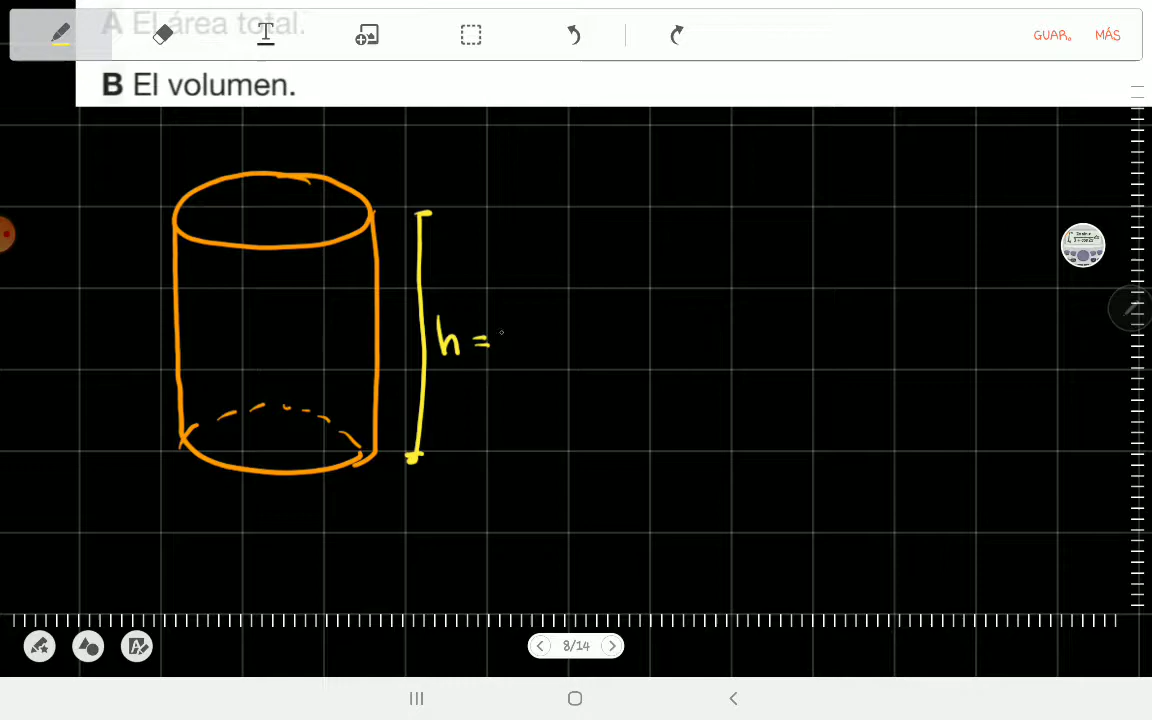 A El área total.
GUAR. MÁS
B El volumen.
h =
8/14